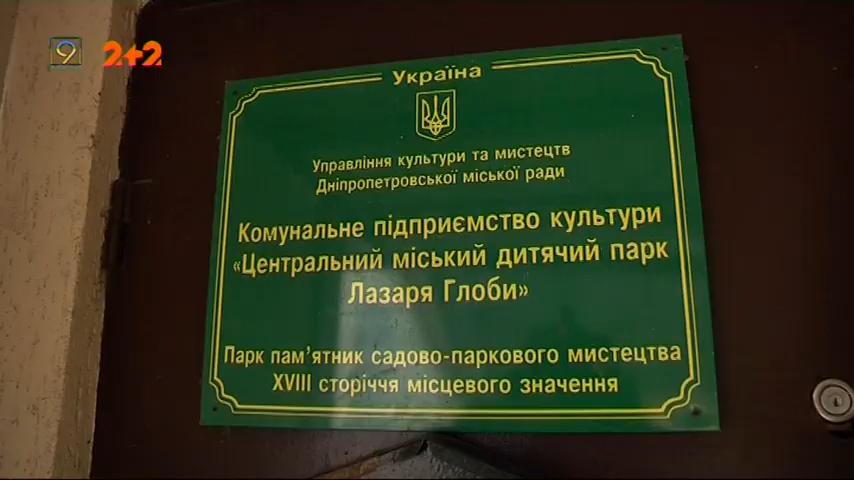 9 2+2
Україна
Управління культури та мистецтв
Дніпропетровської міської ради
Комунальне підприємство культури
«Центральний міський дитячий парк
Лазаря Глоби»
Парк пам'ятник садово-паркового мистецтва
XVIII сторіччя місцевого значення